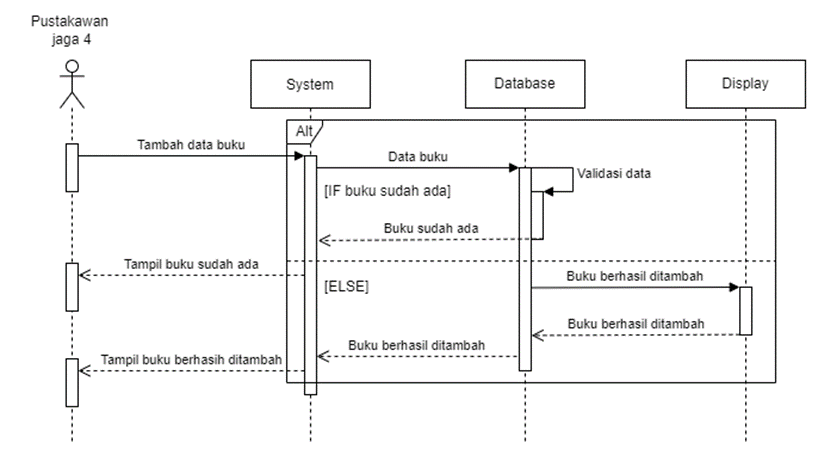 Pustakawan
jaga 4
System
Database
Display
Alt
Tambah data buku
Data buku
Validasi data
[IF buku sudah ada]
Buku sudah ada
Tampil buku sudah ada
[ELSE]
Buku berhasil ditambah
Buku berhasil ditambah
Buku berhasil ditambah
Tampil buku berhasih ditambah